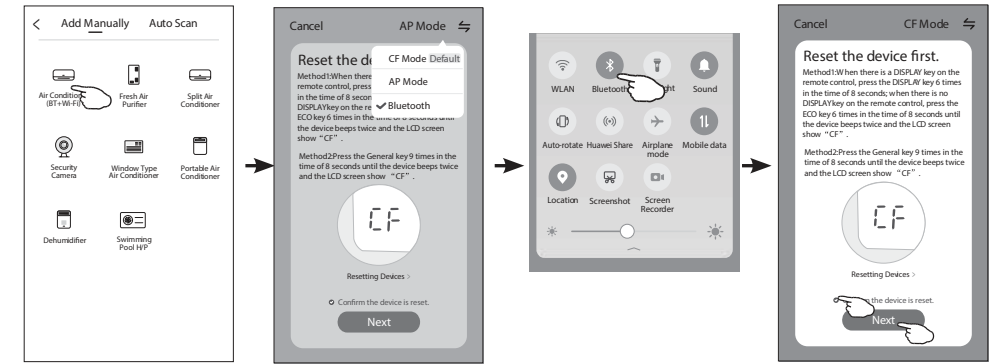 Add Manually Auto Scan
Air Condition
(BT+Wi-Fi)
Fresh Air
Purifier
Split Air
Conditioner
Security
Camera
Window Type
Air Conditioner
Portable Air
Conditioner
Dehumidifier
Swimming
Pool H/P
Cancel AP Mode
CF Mode Default
AP Mode
Bluetooth
Reset the de
Method1:When there
remote control, press
in the time of 8 secon
DISPLAYkey on the re
ECO key 6 times in the time of 8 seconds until
the device beeps twice and the LCD screen
show “CF” .
Method2:Press the General key 9 times in the
time of 8 seconds until the device beeps twice
and the LCD screen show “CF” .
CF
Resetting Devices >
Confirm the device is reset.
Next
WLAN
Bluetooth
ht
Sound
Auto-rotate
Huawei Share
Airplane
mode
Mobile data
Location
Screenshot
Screen
Recorder
Cancel CF Mode
Reset the device first.
Method1:When there is a DISPLAY key on the
remote control, press the DISPLAY key 6 times
in the time of 8 seconds; when there is no
DISPLAYkey on the remote control, press the
ECO key 6 times in the time of 8 seconds until
the device beeps twice and the LCD screen
show “CF” .
Method2:Press the General key 9 times in the
time of 8 seconds until the device beeps twice
and the LCD screen show “CF” .
CF
Resetting Devices >
the device is reset.
Next